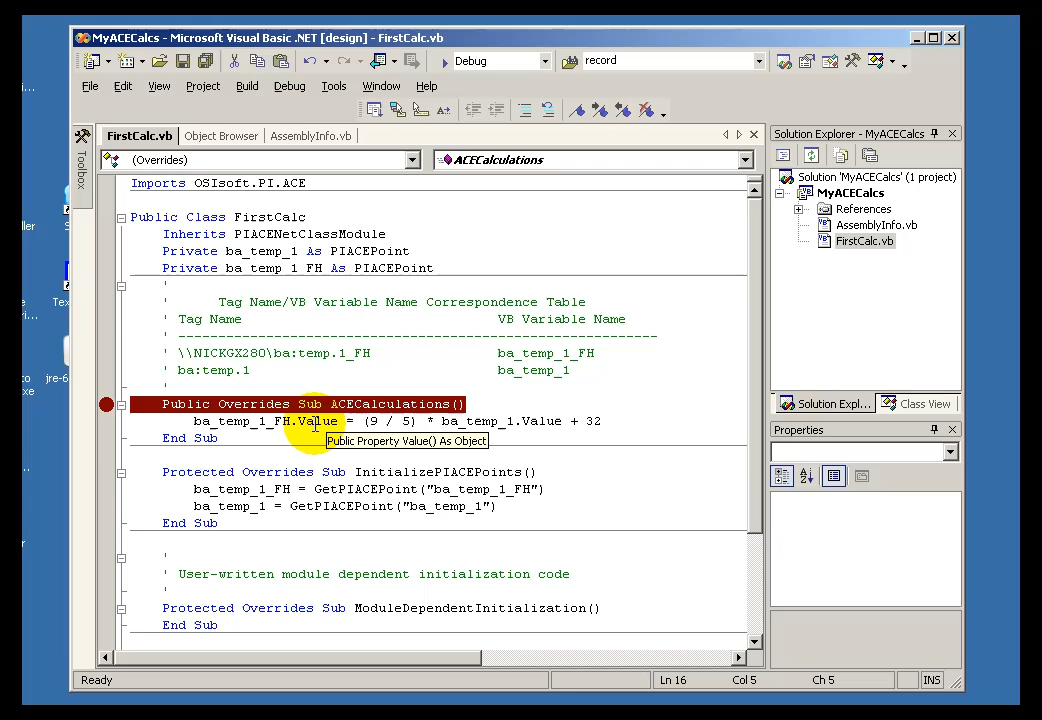 MyACECalcs - Microsoft Visual Basic .NET [design] - FirstCalc.vb
Debug
record
File Edit View Project Build Debug Tools Window Help
FirstCalc.vb Object Browser AssemblyInfo.vb
(Overrides) ACECalculations
Toolbox
Imports OSIsoft.PI.ACE
Public Class FirstCalc
Inherits PIACENetClassModule
Private ba_temp_1 As PIACEPoint
Private ba_temp_1_FH As PIACEPoint
'
' Tag Name/VB Variable Name Correspondence Table
' Tag Name VB Variable Name
' ------------------------------------------------------------
' \\NICKGX280\ba:temp.1_FH ba_temp_1_FH
' ba:temp.1 ba_temp_1
'
Public Overrides Sub ACECalculations()
ba_temp_1_FH.Value = (9 / 5) * ba_temp_1.Value + 32
End Sub
Public Property Value() As Object
Protected Overrides Sub InitializePIACEPoints()
ba_temp_1_FH = GetPIACEPoint("ba_temp_1_FH")
ba_temp_1 = GetPIACEPoint("ba_temp_1")
End Sub
'
' User-written module dependent initialization code
'
Protected Overrides Sub ModuleDependentInitialization()
End Sub
Solution Explorer - MyACECalcs
Solution 'MyACECalcs' (1 project)
MyACECalcs
References
AssemblyInfo.vb
FirstCalc.vb
Solution Expl... Class View
Properties
Ready Ln 16 Col 5 Ch 5 INS